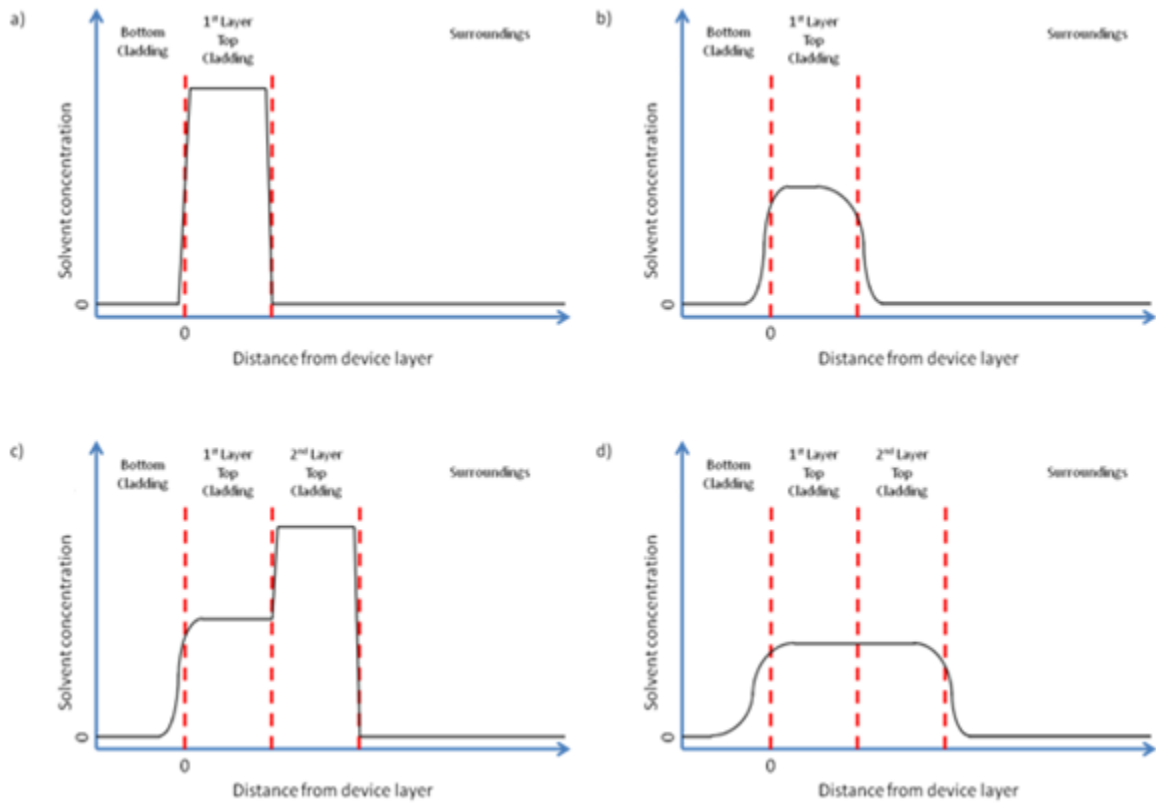 a)
Bottom
Cladding
1st Layer
Top
Cladding
Surroundings
Solvent concentration
0
0
Distance from device layer
b)
Bottom
Cladding
1st Layer
Top
Cladding
Surroundings
Solvent concentration
0
0
Distance from device layer
c)
Bottom
Cladding
1st Layer
Top
Cladding
2nd Layer
Top
Cladding
Surroundings
Solvent concentration
0
0
Distance from device layer
d)
Bottom
Cladding
1st Layer
Top
Cladding
2nd Layer
Top
Cladding
Surroundings
Solvent concentration
0
0
Distance from device layer